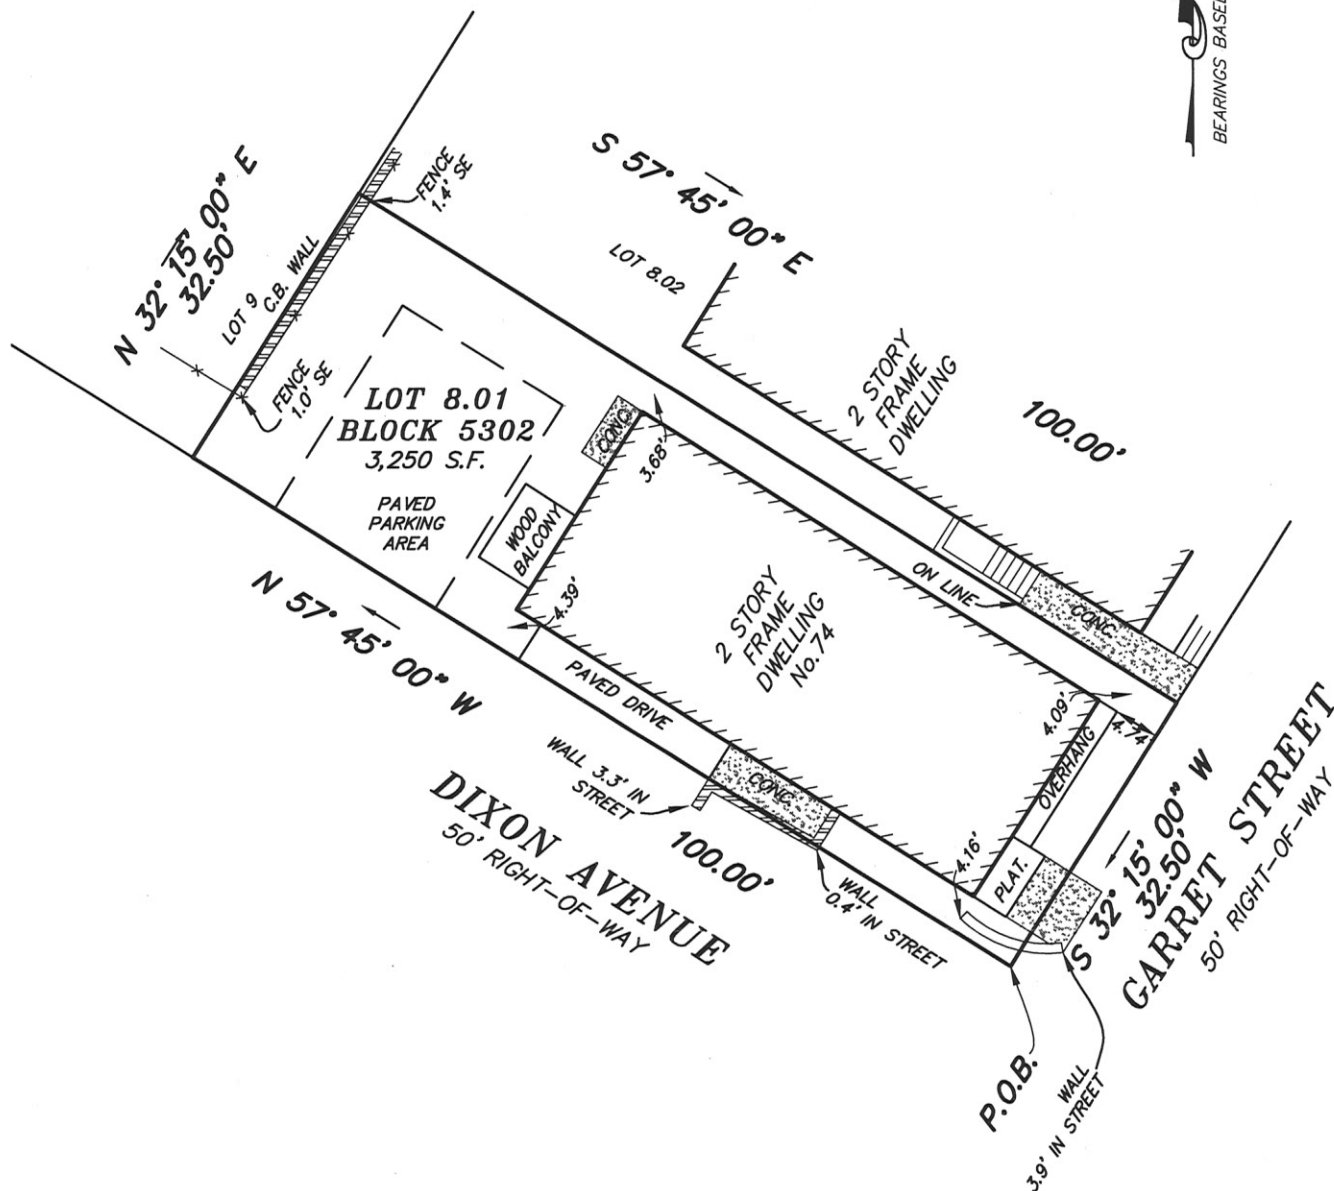 BEARINGS BASED
S 57° 45' 00" E
100.00'
N 32° 15' 00" E
32.50'
LOT 9
C.B. WALL
FENCE
1.4' SE
FENCE
1.0' SE
LOT 8.02
2 STORY
FRAME
DWELLING
LOT 8.01
BLOCK 5302
3,250 S.F.
PAVED
PARKING
AREA
CONC.
3.68'
WOOD
BALCONY
4.39'
2 STORY
FRAME
DWELLING
No.74
ON LINE
CONC.
4.09'
4.74'
OVERHANG
N 57° 45' 00" W
100.00'
PAVED DRIVE
WALL 3.3' IN
STREET
CONC.
WALL
0.4' IN STREET
4.16'
PLAT.
DIXON AVENUE
50' RIGHT-OF-WAY
S 32° 15' 00" W
32.50'
GARRET STREET
50' RIGHT-OF-WAY
P.O.B.
WALL
3.9' IN STREET